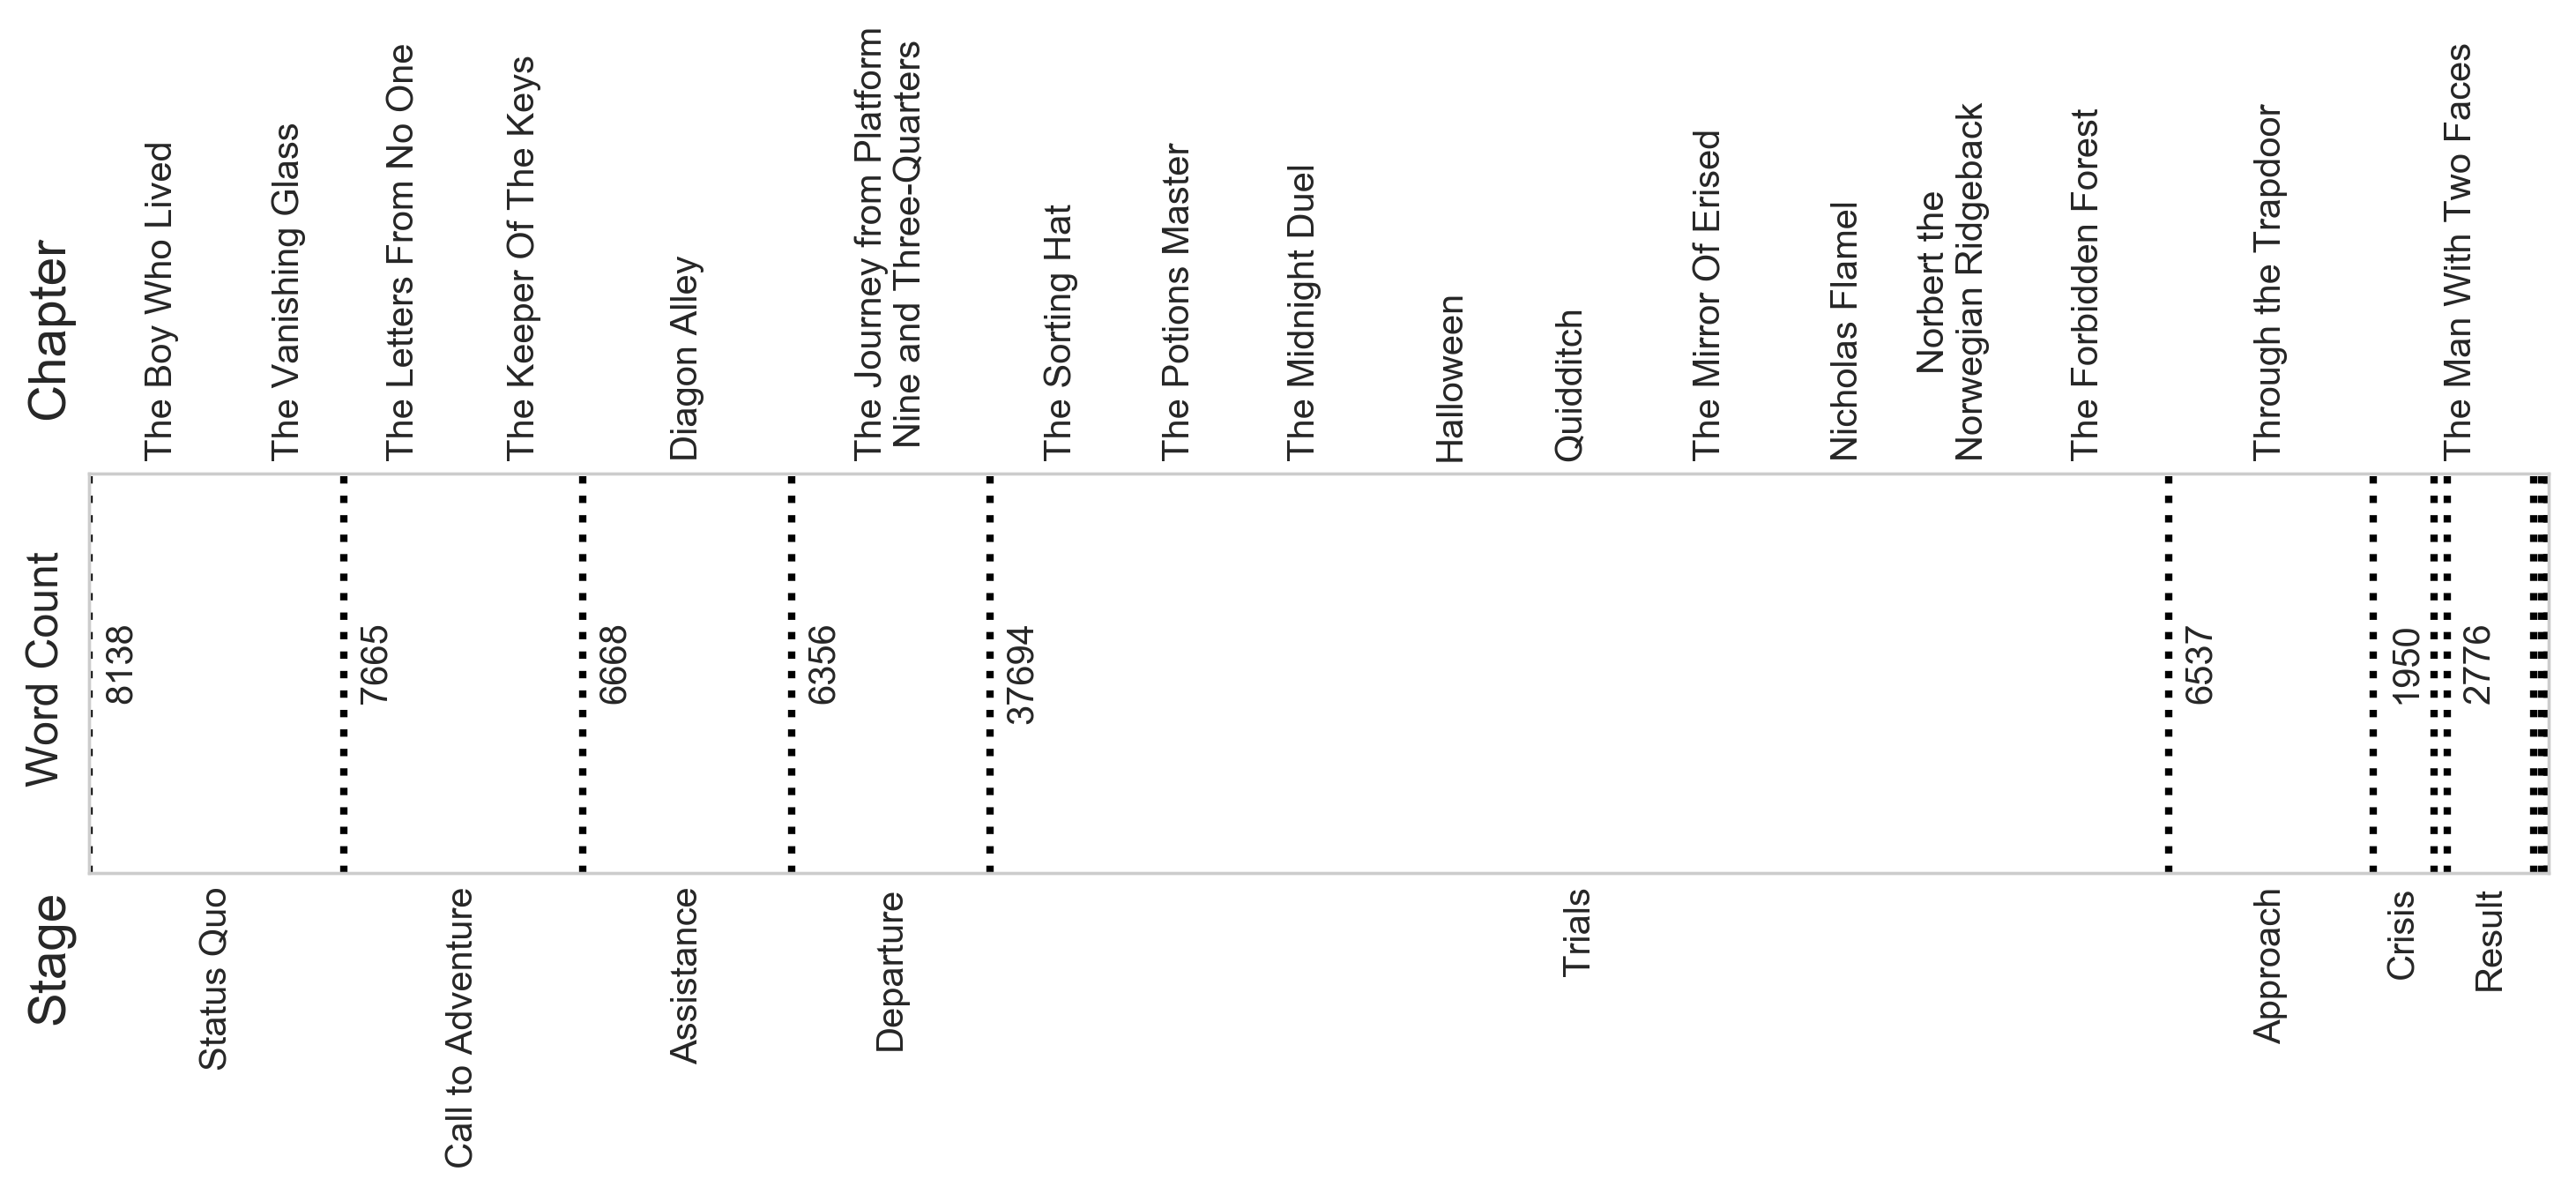 Chapter
The Boy Who Lived
The Vanishing Glass
The Letters From No One
The Keeper Of The Keys
Diagon Alley
The Journey from Platform
Nine and Three-Quarters
The Sorting Hat
The Potions Master
The Midnight Duel
Halloween
Quidditch
The Mirror Of Erised
Nicholas Flamel
Norbert the
Norwegian Ridgeback
The Forbidden Forest
Through the Trapdoor
The Man With Two Faces
Word Count
8138
7665
6668
6356
37694
6537
1950
2776
Stage
Status Quo
Call to Adventure
Assistance
Departure
Trials
Approach
Crisis
Result